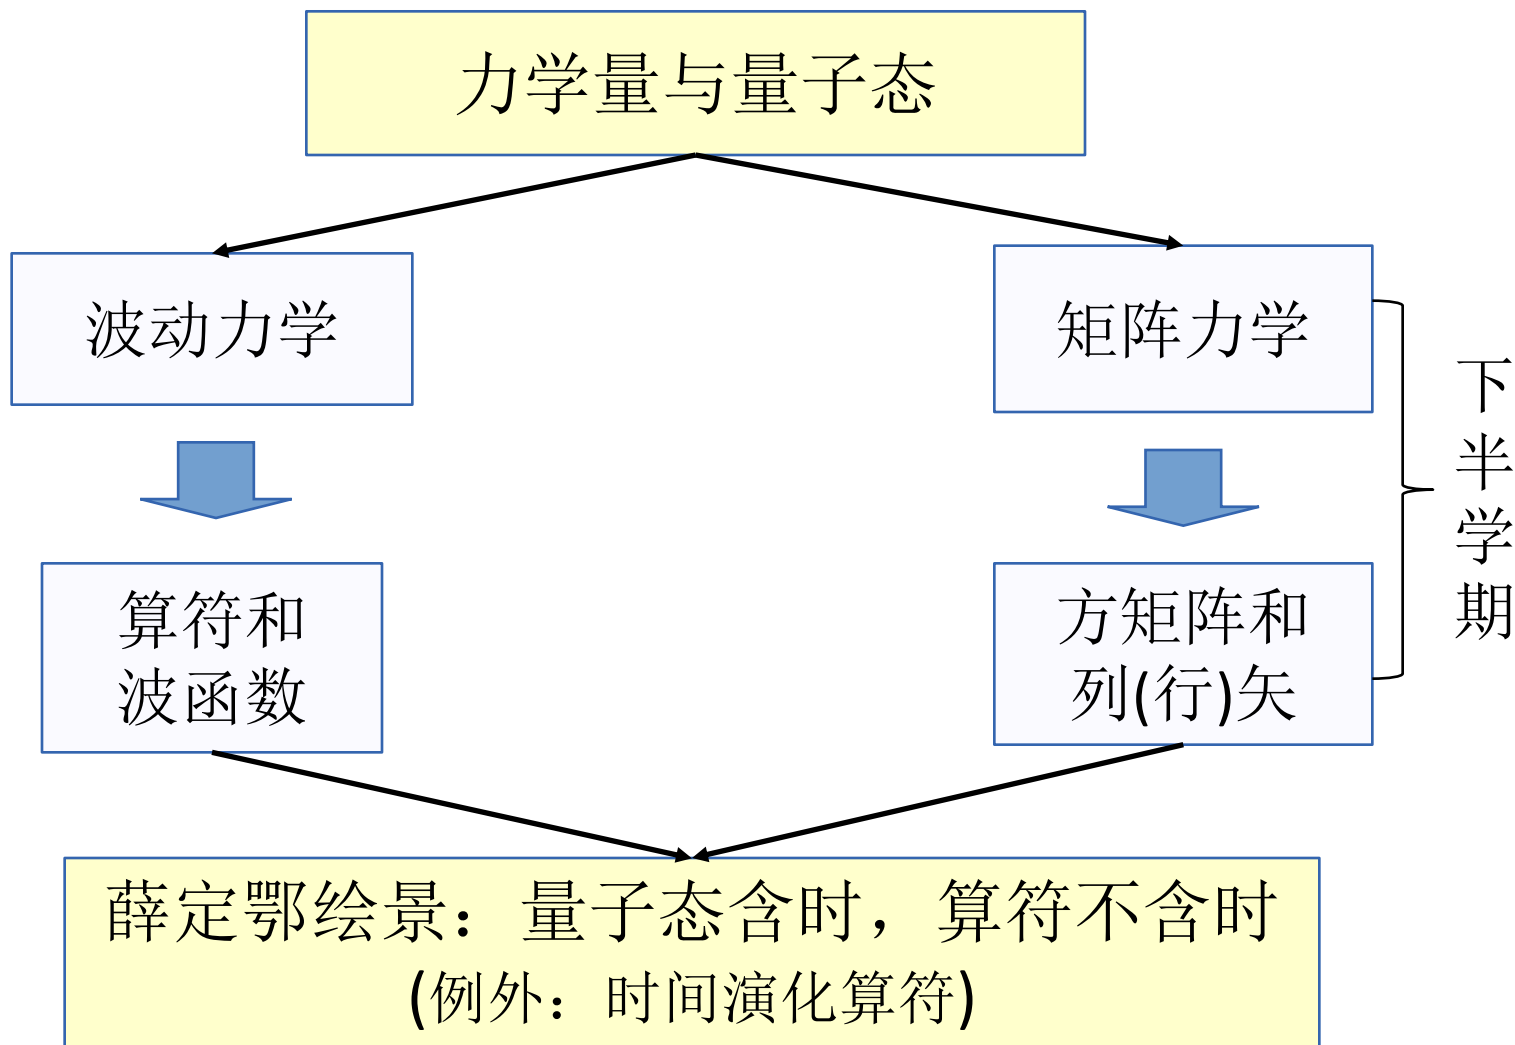 力学量与量子态
波动力学
矩阵力学
算符和
波函数
方矩阵和
列(行)矢
下半学期
薛定鄂绘景：量子态含时，算符不含时
(例外：时间演化算符)